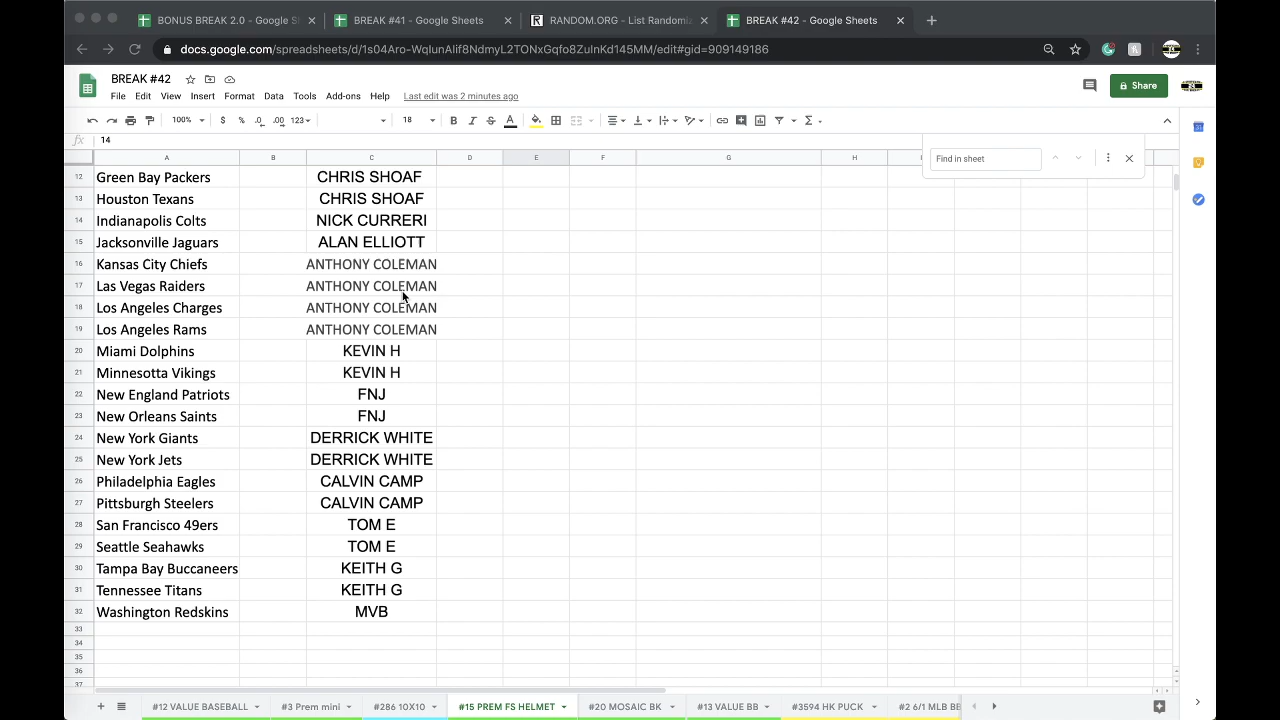 BONUS BREAK 2.0 - Google S
BREAK #41 - Google Sheets
RANDOM.ORG - List Randomiz
BREAK #42 - Google Sheets
docs.google.com/spreadsheets/d/1s04Aro-WqlunAlif8NdmyL2TONxGqfo8ZulnKd145MM/edit#gid=909149186
BREAK #42
File Edit View Insert Format Data Tools Add-ons Help Last edit was 2 minutes ago
Share
100% $ % .0 .00 123 18 B I S A
fx 14
Find in sheet
A B C D E F G H
12 Green Bay Packers CHRIS SHOAF
13 Houston Texans CHRIS SHOAF
14 Indianapolis Colts NICK CURRERI
15 Jacksonville Jaguars ALAN ELLIOTT
16 Kansas City Chiefs ANTHONY COLEMAN
17 Las Vegas Raiders ANTHONY COLEMAN
18 Los Angeles Charges ANTHONY COLEMAN
19 Los Angeles Rams ANTHONY COLEMAN
20 Miami Dolphins KEVIN H
21 Minnesotta Vikings KEVIN H
22 New England Patriots FNJ
23 New Orleans Saints FNJ
24 New York Giants DERRICK WHITE
25 New York Jets DERRICK WHITE
26 Philadelphia Eagles CALVIN CAMP
27 Pittsburgh Steelers CALVIN CAMP
28 San Francisco 49ers TOM E
29 Seattle Seahawks TOM E
30 Tampa Bay Buccaneers KEITH G
31 Tennessee Titans KEITH G
32 Washington Redskins MVB
33
34
35
36
37
#12 VALUE BASEBALL #3 Prem mini #286 10X10 #15 PREM FS HELMET #20 MOSAIC BK #13 VALUE BB #3594 HK PUCK #2 6/1 MLB BB